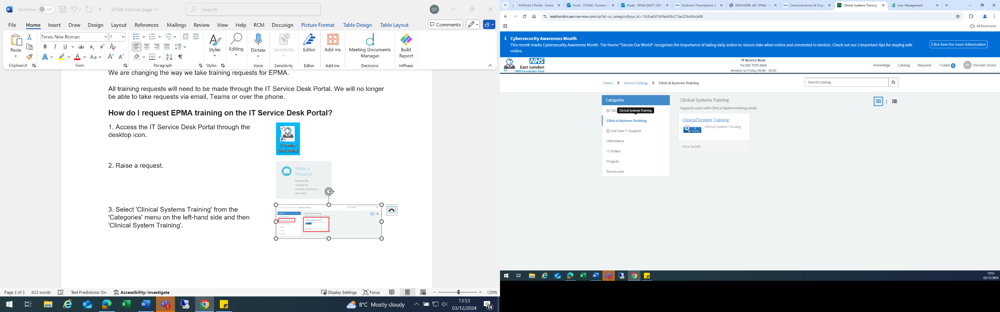 AutoSave Off EPMA intranet page Search DP
File Home Insert Draw Design Layout References Mailings Review View Help RCM Docusign Picture Format Table Design Table Layout Comments
Times New Roman 1
Paste Styles Editing Dictate Sensitivity Editor Add-ins Meeting Documents Manager Build Report
Clipboard Font Paragraph Styles Voice Sensitivity Editor Add-ins Decisions InPhase
We are changing the way we take training requests for EPMA.
All training requests will need to be made through the IT Service Desk Portal. We will no longer
be able to take requests via email, Teams or over the phone.
How do I request EPMA training on the IT Service Desk Portal?
1. Access the IT Service Desk Portal through the
desktop icon.
IT Service
Desk Portal
2. Raise a request.
Raise a
Request
Browse the
catalog for
services and items
you need
3. Select 'Clinical Systems Training' from the
'Categories' menu on the left-hand side and then
'Clinical System Training'.
Page 2 of 3 623 words Text Predictions: On Accessibility: Investigate Display Settings Focus 120%
1 8°C Mostly cloudy 13:53
03/12/2024 14
NHSmail 2 Portal - Home Email - DIVANI, Poonam Email - EPMA (EAST LON Electronic Prescriptions & REMINDER: JAC EPMA - Communications & Enga Clinical Systems Training User Management
eastlondon.service-now.com/sp?id=sc_category&sys_id=13c8ce041bffab40b273ec25bd4bcb88
All Bookmarks
Cybersecurity Awareness Month
This month marks Cybersecurity Awareness Month. The theme "Secure Our World" recognises the importance of taking daily action to reduce risks when online and connected to devices. Check out our 5 important tips for staying safe
online.
Click here for more information
NHS
East London
NHS Foundation Trust
IT Service Desk
Tel 020 7655 4004
Monday to Friday 08:00 - 18:00
Knowledge Catalog Requests Tickets 2 PD Poonam Divani
Home Service Catalog Clinical Systems Training
Search Catalog
Categories
Clin
Clinical Systems Training
Clinical Systems Training
End User IT Support
Informatics
IT Orders
Projects
Smartcards
Clinical Systems Training
Supports users with Clinical System training needs
Clinical System Training
IT
Training
Clinical System Training
View Details
13:53
03/12/2024